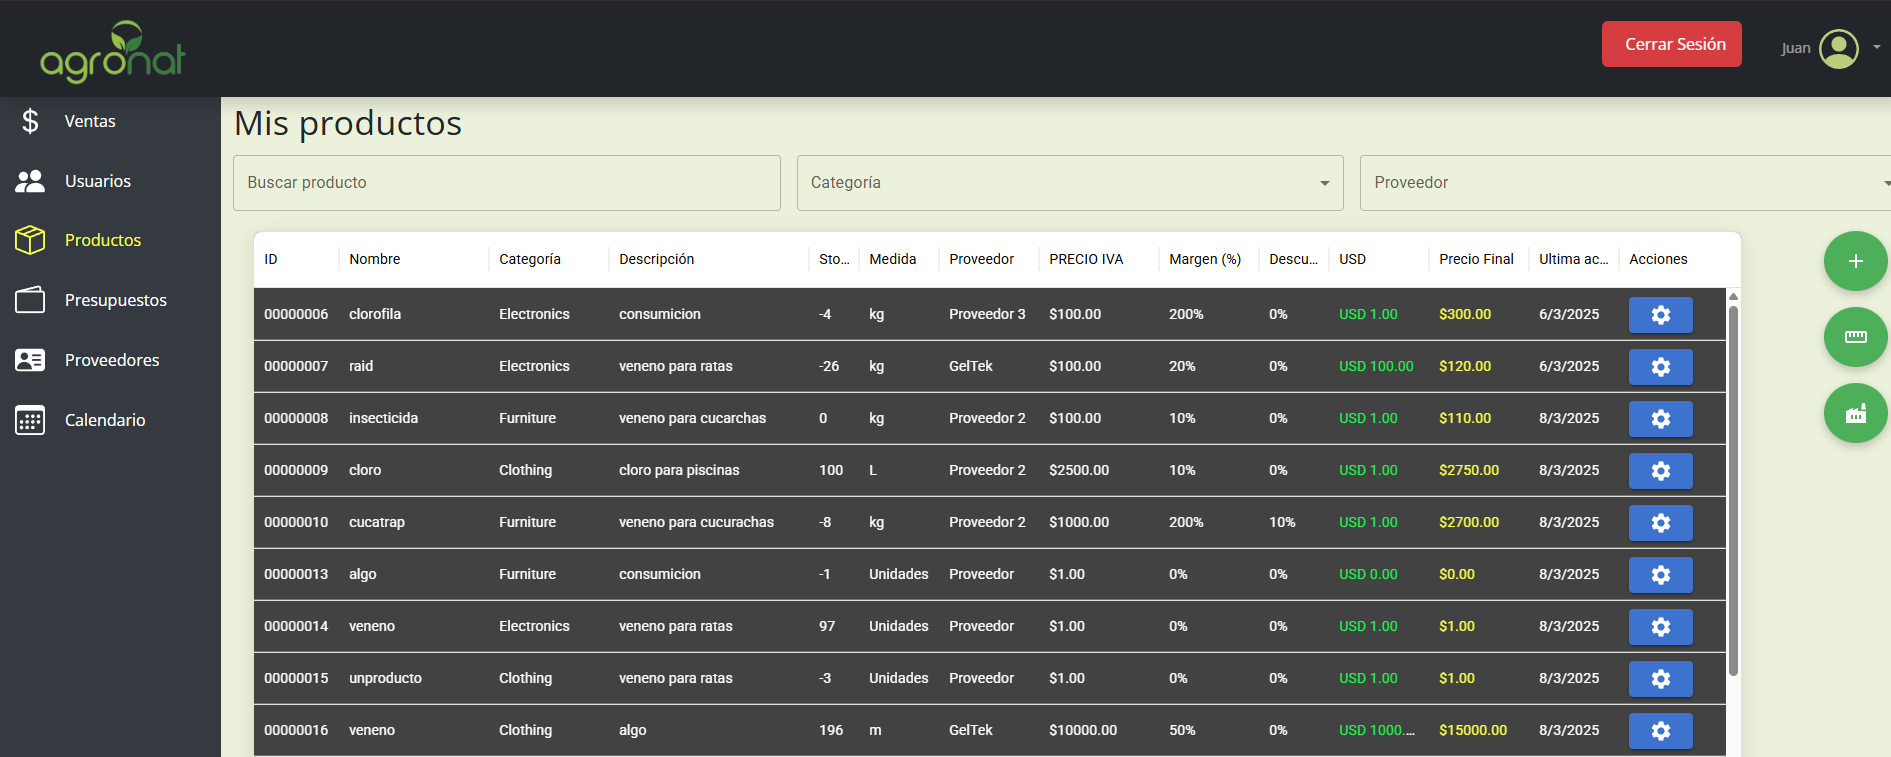 agronat
Cerrar Sesión
Juan
Ventas
Usuarios
Productos
Presupuestos
Proveedores
Calendario
Mis productos
Buscar producto Categoría Proveedor
ID Nombre Categoría Descripción Sto... Medida Proveedor PRECIO IVA Margen (%) Descu... USD Precio Final Ultima ac... Acciones
00000006 clorofila Electronics consumicion -4 kg Proveedor 3 $100.00 200% 0% USD 1.00 $300.00 6/3/2025
00000007 raid Electronics veneno para ratas -26 kg GelTek $100.00 20% 0% USD 100.00 $120.00 6/3/2025
00000008 insecticida Furniture veneno para cucarchas 0 kg Proveedor 2 $100.00 10% 0% USD 1.00 $110.00 8/3/2025
00000009 cloro Clothing cloro para piscinas 100 L Proveedor 2 $2500.00 10% 0% USD 1.00 $2750.00 8/3/2025
00000010 cucatrap Furniture veneno para cucurachas -8 kg Proveedor 2 $1000.00 200% 10% USD 1.00 $2700.00 8/3/2025
00000013 algo Furniture consumicion -1 Unidades Proveedor $1.00 0% 0% USD 0.00 $0.00 8/3/2025
00000014 veneno Electronics veneno para ratas 97 Unidades Proveedor $1.00 0% 0% USD 1.00 $1.00 8/3/2025
00000015 unproducto Clothing veneno para ratas -3 Unidades Proveedor $1.00 0% 0% USD 1.00 $1.00 8/3/2025
00000016 veneno Clothing algo 196 m GelTek $10000.00 50% 0% USD 1000.... $15000.00 8/3/2025